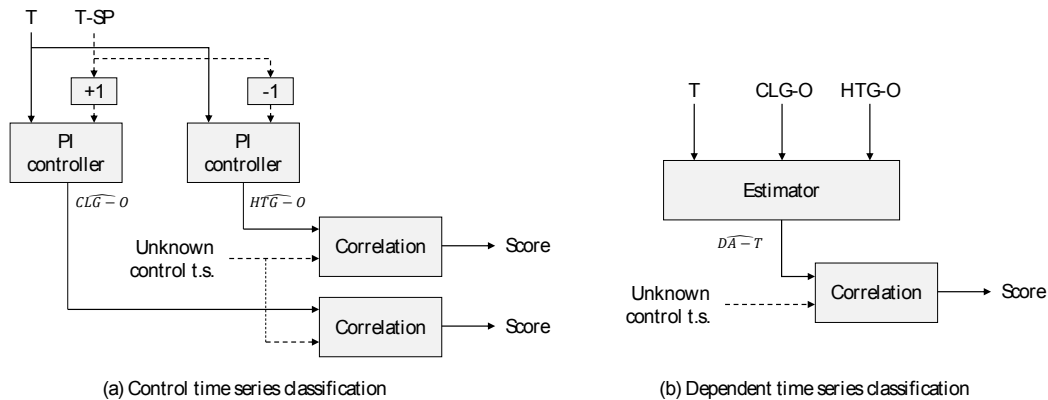 T
T-SP
+1
-1
PI
controller
PI
controller
CLG − O
HTG − O
Unknown
control t.s.
Correlation
Score
Correlation
Score
(a) Control time series classification
T
CLG-O
HTG-O
Estimator
DA − T
Unknown
control t.s.
Correlation
Score
(b) Dependent time series classification